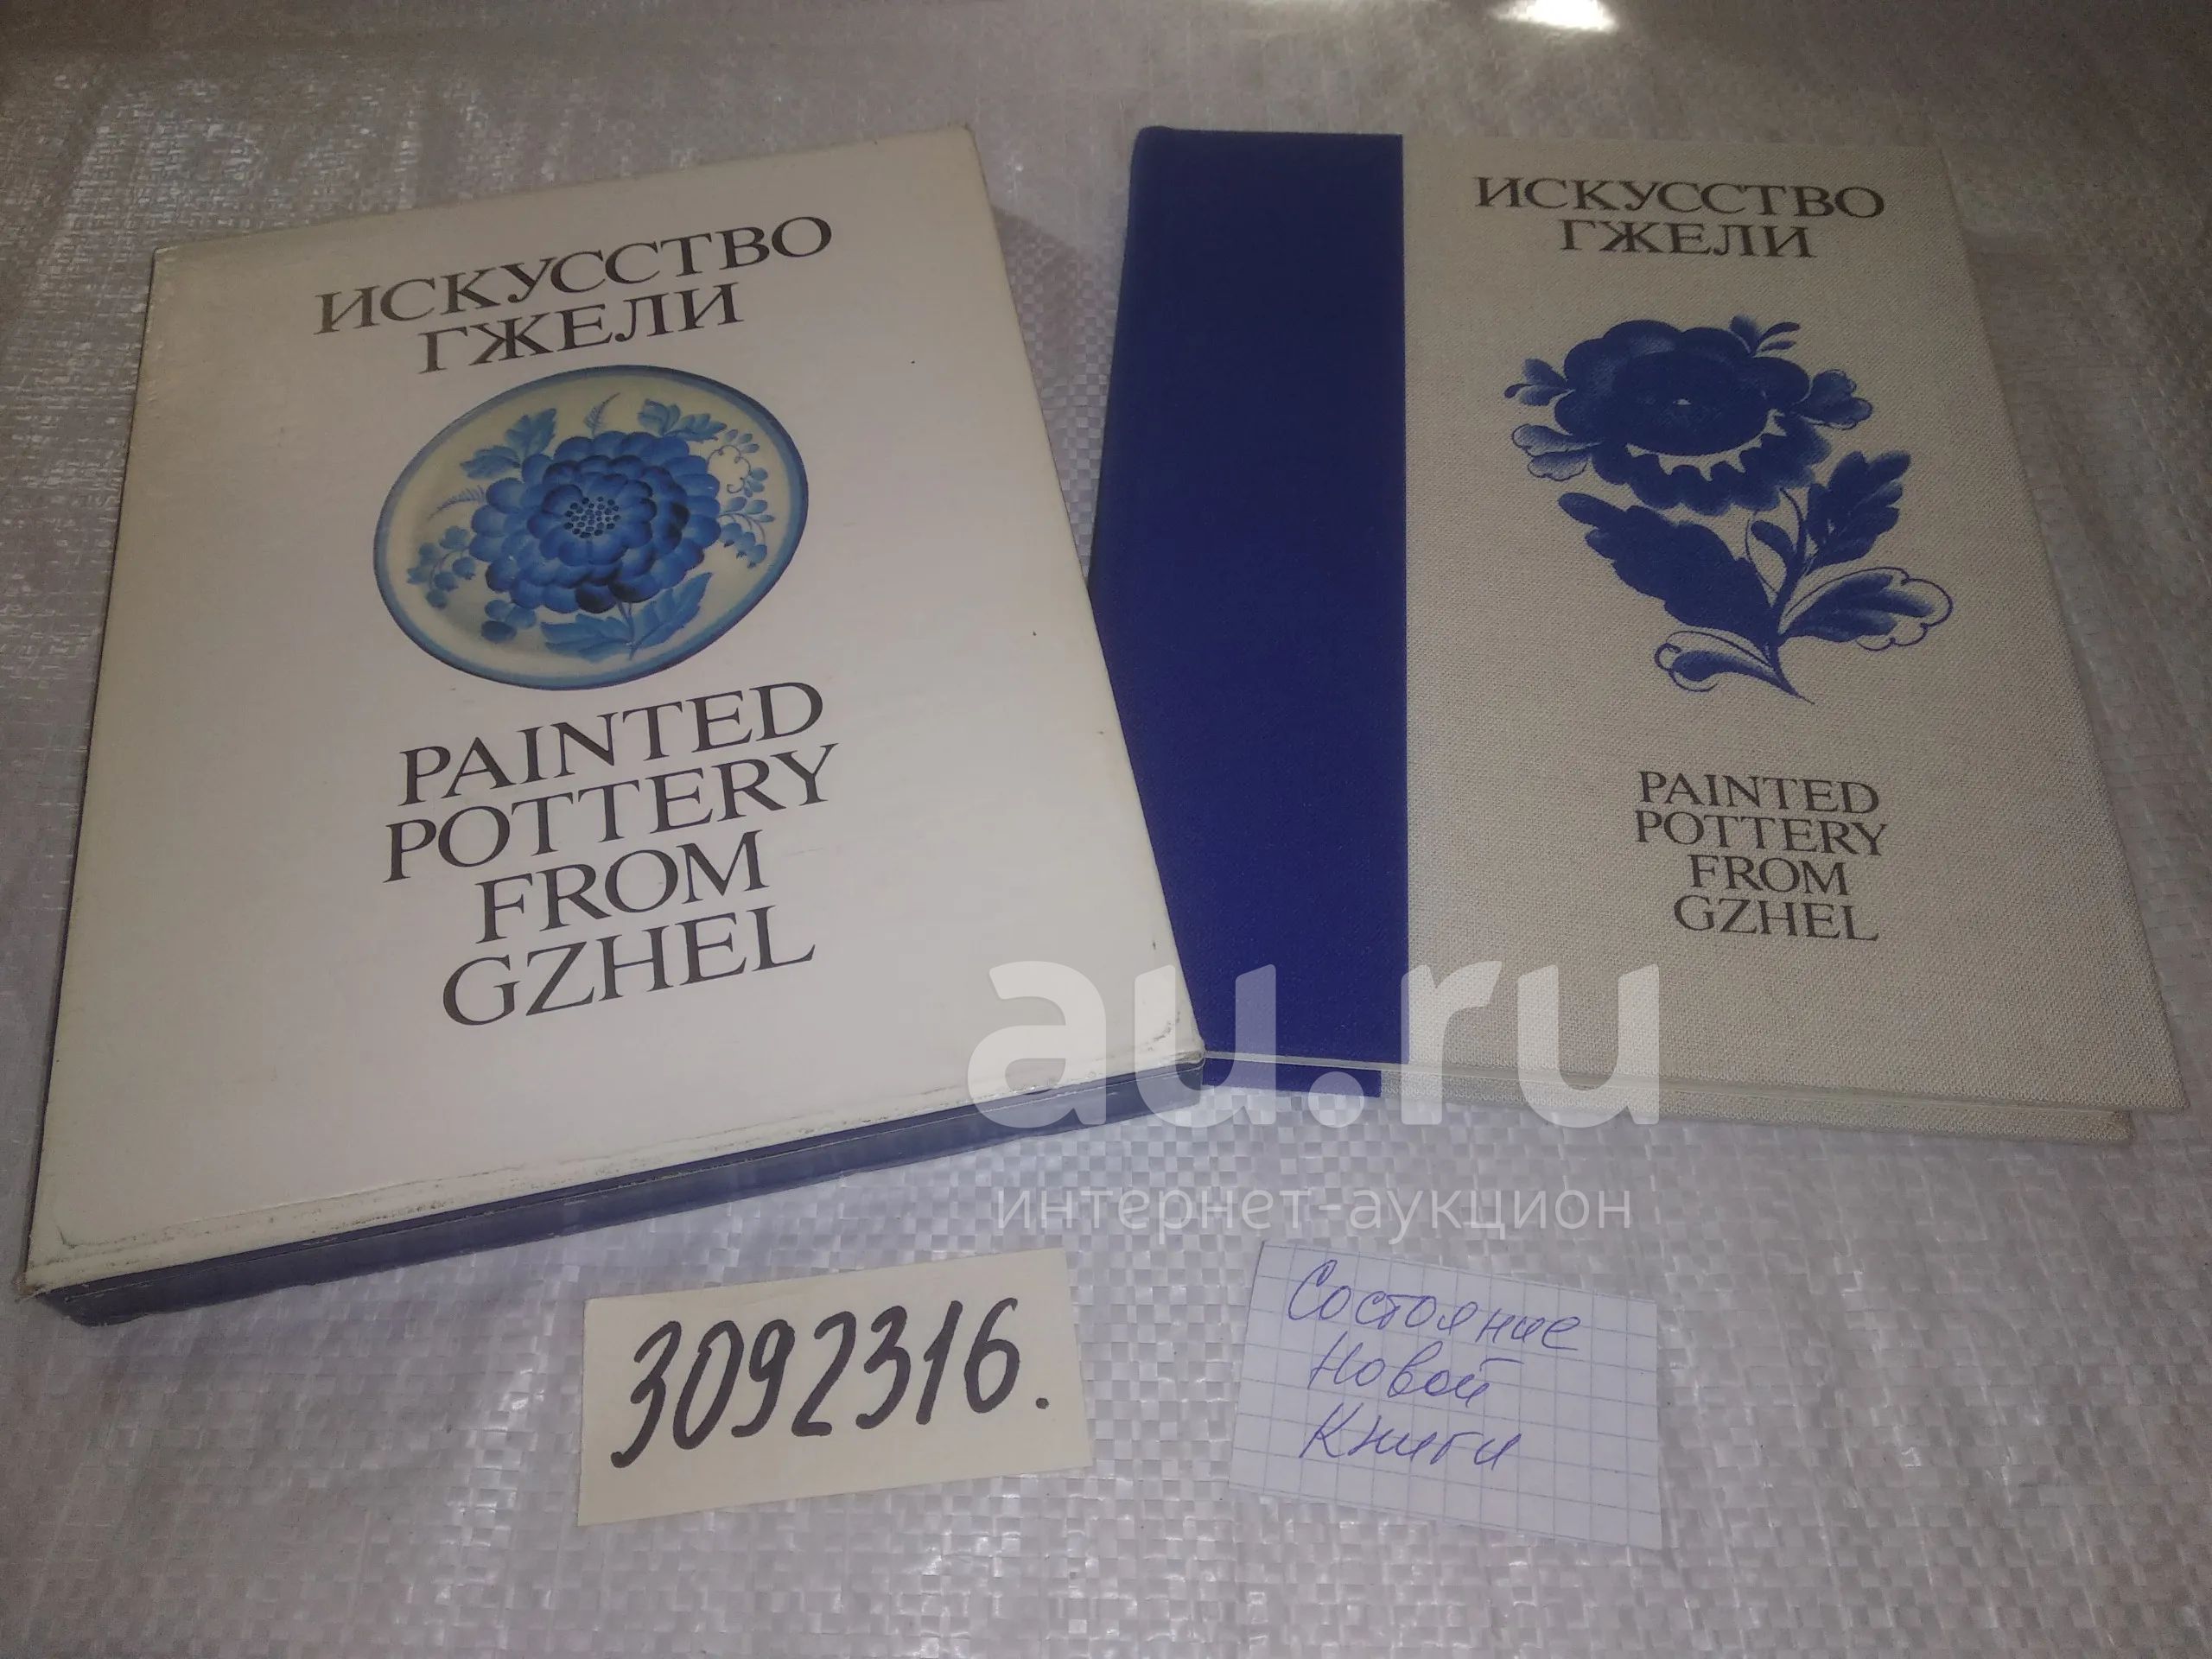 ИСКУССТВО
ГЖЕЛИ
PAINTED
POTTERY
FROM
GZHEL
ИСКУССТВО
ГЖЕЛИ
PAINTED
POTTERY
FROM
GZHEL
au.ru
интернет-аукцион
3092316.
Состояние
Новой
Книги